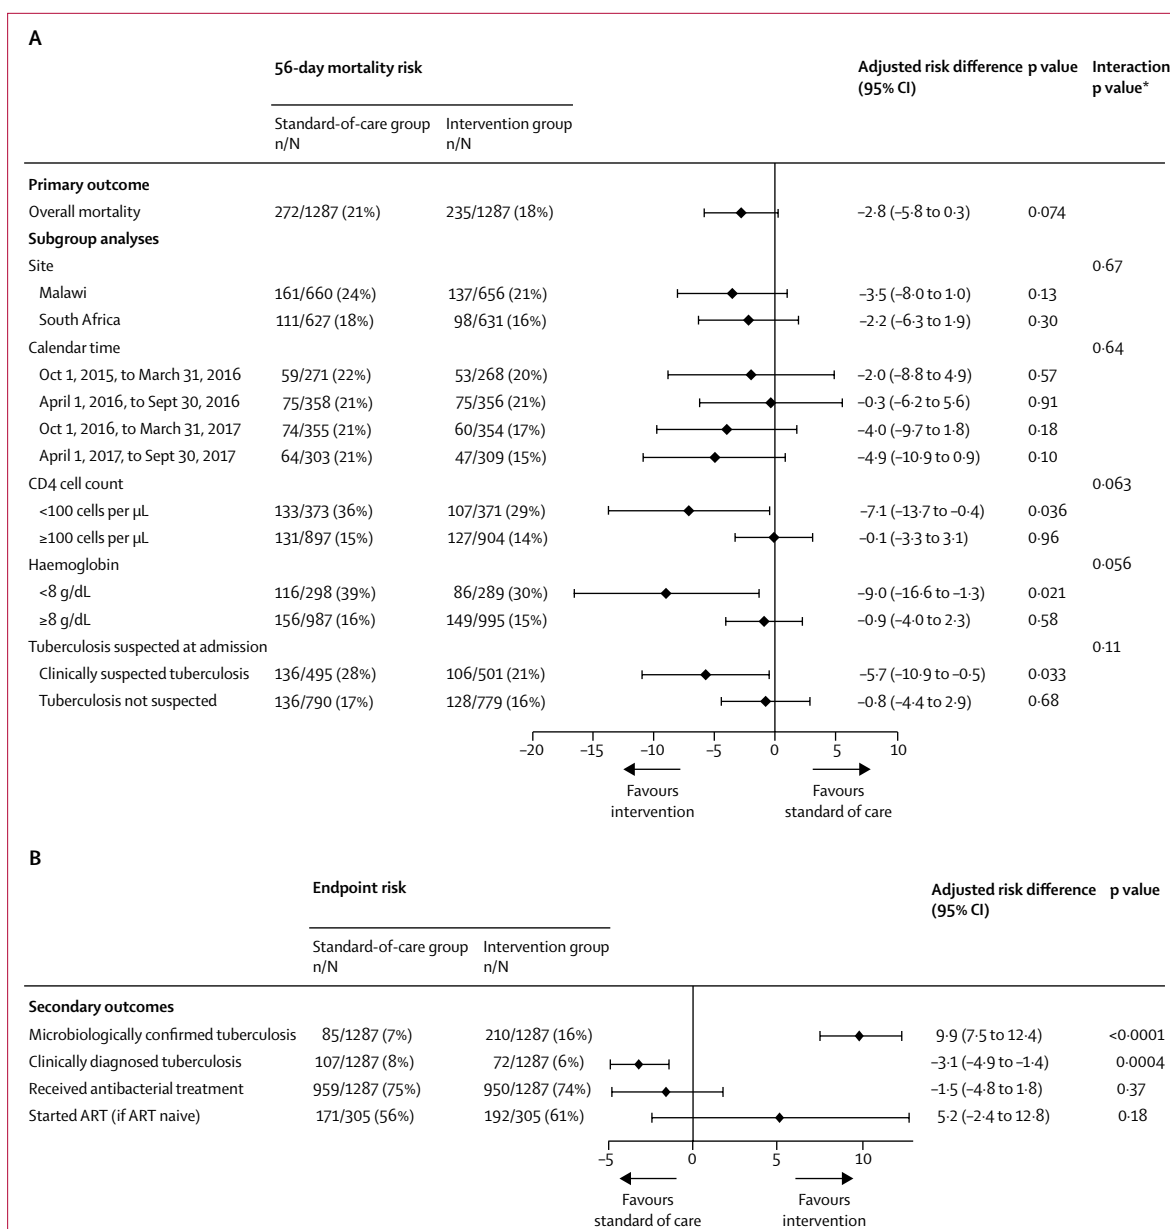 A
56-day mortality risk
Adjusted risk difference p value Interaction
(95% CI) p value*
Standard-of-care group Intervention group
n/N n/N
Primary outcome
Overall mortality 272/1287 (21%) 235/1287 (18%) –2·8 (–5·8 to 0·3) 0·074
Subgroup analyses
Site 0·67
Malawi 161/660 (24%) 137/656 (21%) –3·5 (–8·0 to 1·0) 0·13
South Africa 111/627 (18%) 98/631 (16%) –2·2 (–6·3 to 1·9) 0·30
Calendar time 0·64
Oct 1, 2015, to March 31, 2016 59/271 (22%) 53/268 (20%) –2·0 (–8·8 to 4·9) 0·57
April 1, 2016, to Sept 30, 2016 75/358 (21%) 75/356 (21%) –0·3 (–6·2 to 5·6) 0·91
Oct 1, 2016, to March 31, 2017 74/355 (21%) 60/354 (17%) –4·0 (–9·7 to 1·8) 0·18
April 1, 2017, to Sept 30, 2017 64/303 (21%) 47/309 (15%) –4·9 (–10·9 to 0·9) 0·10
CD4 cell count 0·063
<100 cells per μL 133/373 (36%) 107/371 (29%) –7·1 (–13·7 to –0·4) 0·036
≥100 cells per μL 131/897 (15%) 127/904 (14%) –0·1 (–3·3 to 3·1) 0·96
Haemoglobin 0·056
<8 g/dL 116/298 (39%) 86/289 (30%) –9·0 (–16·6 to –1·3) 0·021
≥8 g/dL 156/987 (16%) 149/995 (15%) –0·9 (–4·0 to 2·3) 0·58
Tuberculosis suspected at admission 0·11
Clinically suspected tuberculosis 136/495 (28%) 106/501 (21%) –5·7 (–10·9 to –0·5) 0·033
Tuberculosis not suspected 136/790 (17%) 128/779 (16%) –0·8 (–4·4 to 2·9) 0·68
–20 –15 –10 –5 0 5 10
Favours Favours
intervention standard of care
B
Endpoint risk Adjusted risk difference p value
(95% CI)
Standard-of-care group Intervention group
n/N n/N
Secondary outcomes
Microbiologically confirmed tuberculosis 85/1287 (7%) 210/1287 (16%) 9·9 (7·5 to 12·4) <0·0001
Clinically diagnosed tuberculosis 107/1287 (8%) 72/1287 (6%) –3·1 (–4·9 to –1·4) 0·0004
Received antibacterial treatment 959/1287 (75%) 950/1287 (74%) –1·5 (–4·8 to 1·8) 0·37
Started ART (if ART naive) 171/305 (56%) 192/305 (61%) 5·2 (–2·4 to 12·8) 0·18
–5 0 5 10
Favours Favours
standard of care intervention